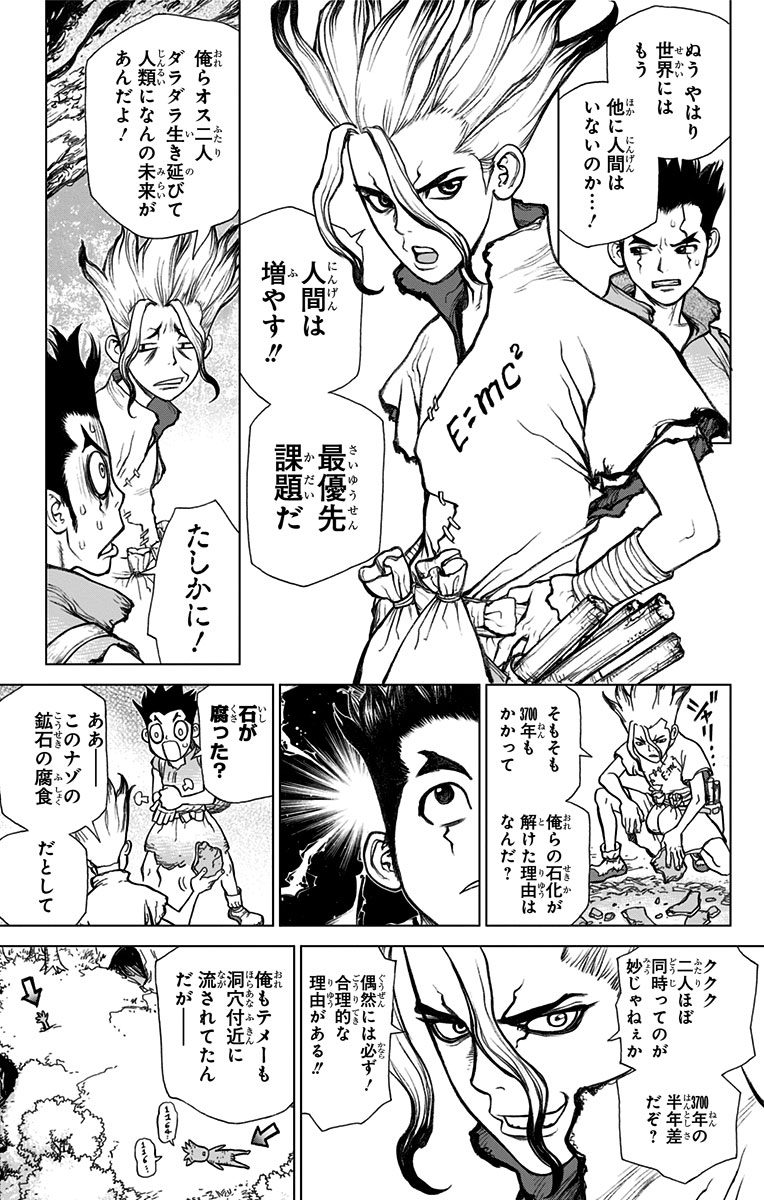 ぬう やはり
世界には
もう
他に人間は
いないのか…!
人間は
増やす!!
最優先
課題だ
E=mC²
俺らオス二人
ダラダラ生き延びて
人類になんの未来が
あんだよ!
たしかに!
ジャリッ
そもそも
3700年も
かかって
俺らの石化が
解けた理由は
なんだ?
石が
腐った?
ああ──
このナゾの
鉱石の腐食
だとして
ククク
二人ほぼ
同時ってのが
妙じゃねぇか
3700年の
半年差
だぞ?
偶然には必ず!
合理的な
理由がある!!
俺もテメーも
洞穴付近に
流されてたん
だが──